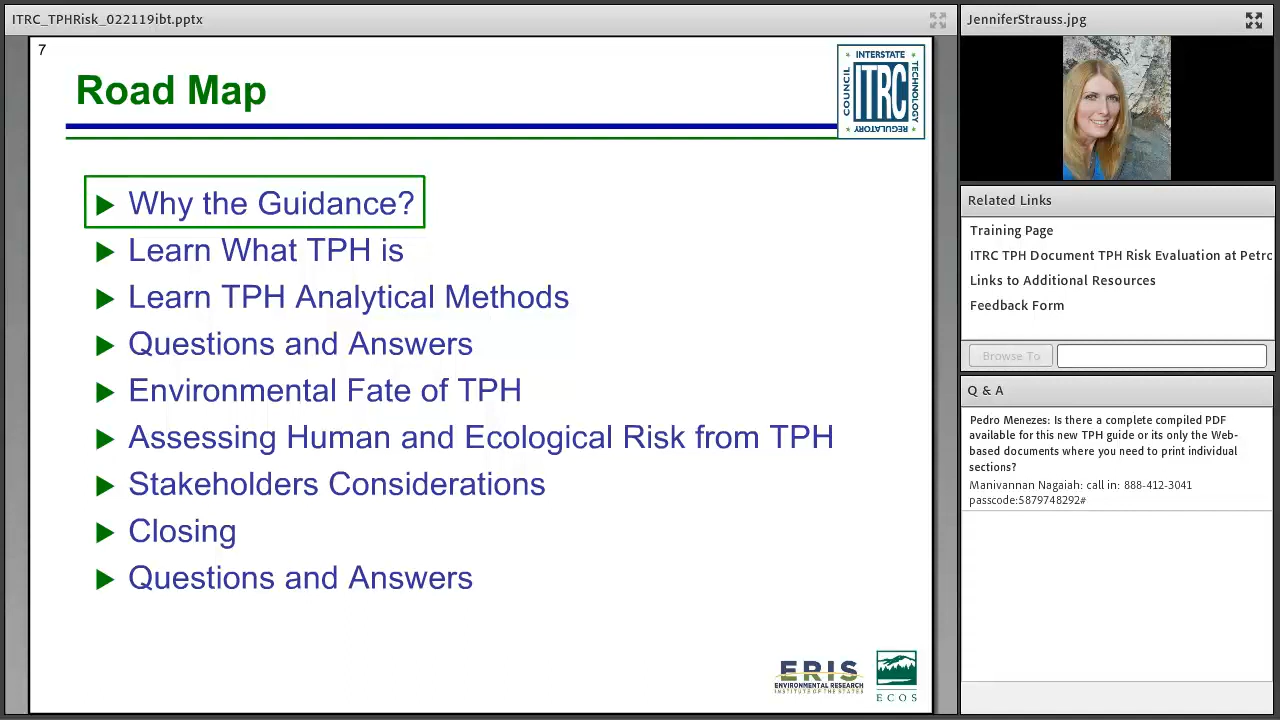 ITRC_TPHRisk_022119ibt.pptx
7
Road Map
INTERSTATE
COUNCIL
ITRC
TECHNOLOGY
REGULATORY
Why the Guidance?
Learn What TPH is
Learn TPH Analytical Methods
Questions and Answers
Environmental Fate of TPH
Assessing Human and Ecological Risk from TPH
Stakeholders Considerations
Closing
Questions and Answers
ERIS
ENVIRONMENTAL RESEARCH
INSTITUTE OF THE STATES
ECOS
JenniferStrauss.jpg
Related Links
Training Page
ITRC TPH Document TPH Risk Evaluation at Petrc
Links to Additional Resources
Feedback Form
Browse To
Q & A
Pedro Menezes: Is there a complete compiled PDF
available for this new TPH guide or its only the Web-
based documents where you need to print individual
sections?
Manivannan Nagaiah: call in: 888-412-3041
passcode:5879748292#